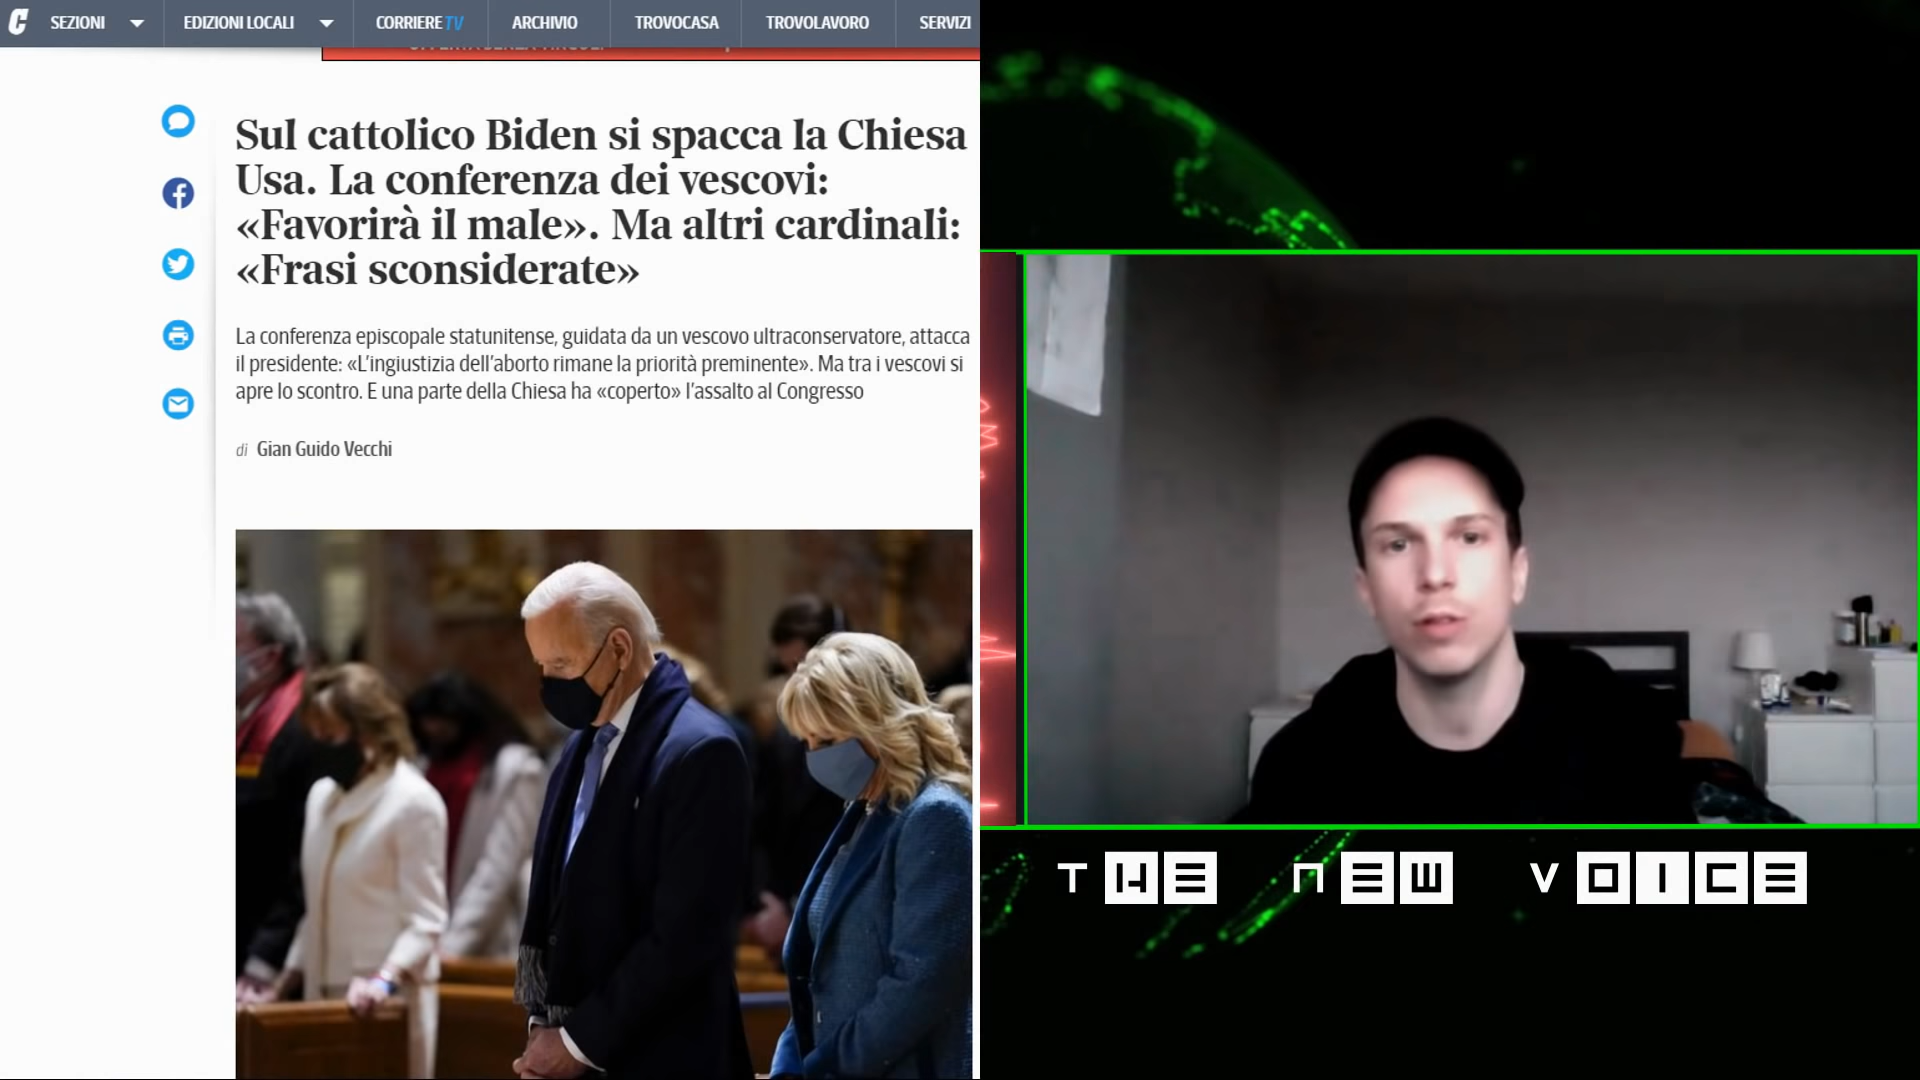 C SEZIONI EDIZIONI LOCALI CORRIERE TV ARCHIVIO TROVOCASA TROVOLAVORO SERVIZI
Sul cattolico Biden si spacca la Chiesa
Usa. La conferenza dei vescovi:
«Favorirà il male». Ma altri cardinali:
«Frasi sconsiderate»
La conferenza episcopale statunitense, guidata da un vescovo ultraconservatore, attacca
il presidente: «L'ingiustizia dell'aborto rimane la priorità preminente». Ma tra i vescovi si
apre lo scontro. E una parte della Chiesa ha «coperto» l'assalto al Congresso
di Gian Guido Vecchi
THE NEW VOICE